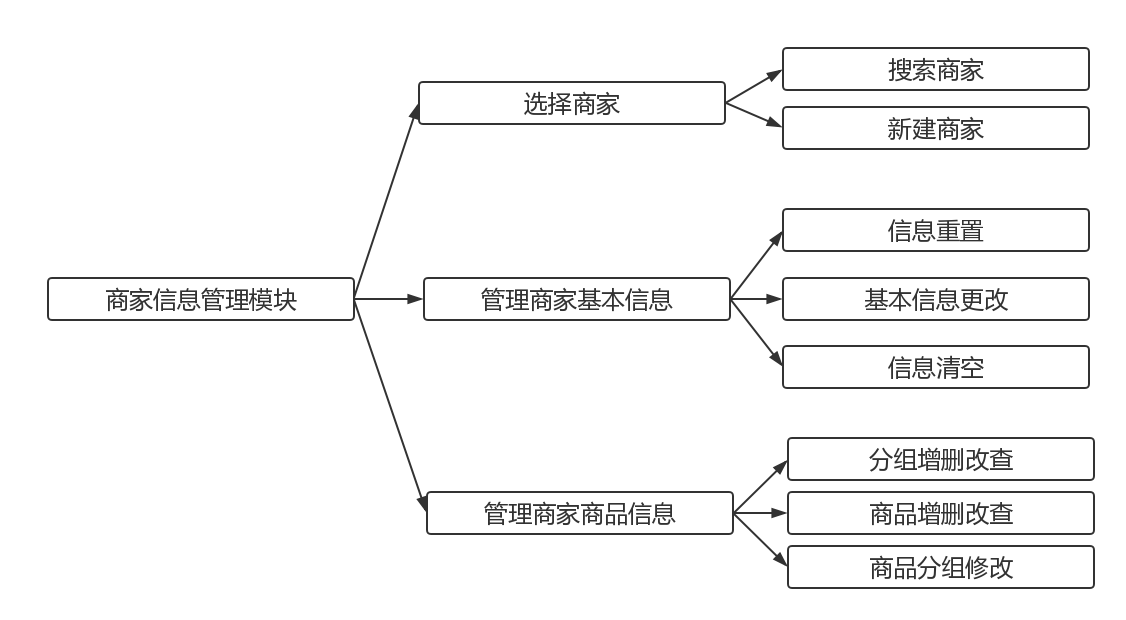 商家信息管理模块
选择商家
搜索商家
新建商家
管理商家基本信息
信息重置
基本信息更改
信息清空
管理商家商品信息
分组增删改查
商品增删改查
商品分组修改